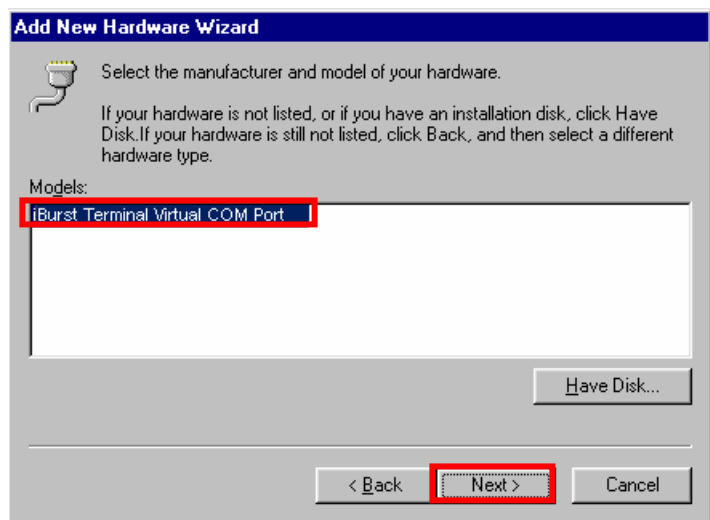 Add New Hardware Wizard
Select the manufacturer and model of your hardware.
If your hardware is not listed, or if you have an installation disk, click Have
Disk.If your hardware is still not listed, click Back, and then select a different
hardware type.
Models:
iBurst Terminal Virtual COM Port
Have Disk...
< Back Next > Cancel